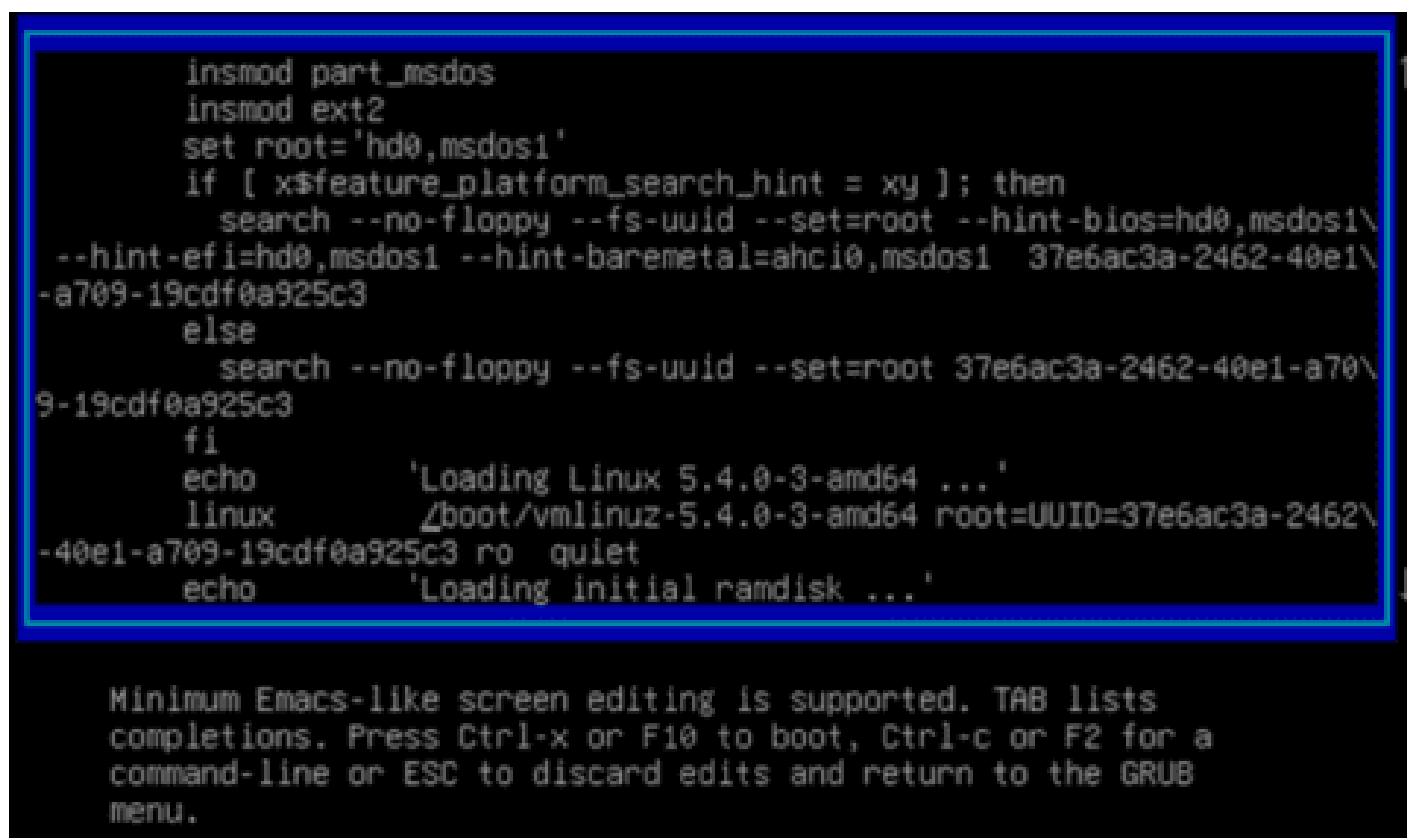 insmod part_msdos
insmod ext2
set root='hd0,msdos1'
if [ x$feature_platform_search_hint = xy ]; then
search --no-floppy --fs-uuid --set=root --hint-bios=hd0,msdos1\
--hint-efi=hd0,msdos1 --hint-baremetal=ahci0,msdos1 37e6ac3a-2462-40e1\
-a709-19cdf0a925c3
else
search --no-floppy --fs-uuid --set=root 37e6ac3a-2462-40e1-a70\
9-19cdf0a925c3
fi
echo 'Loading Linux 5.4.0-3-amd64 ...'
linux /boot/vmlinuz-5.4.0-3-amd64 root=UUID=37e6ac3a-2462\
-40e1-a709-19cdf0a925c3 ro quiet
echo 'Loading initial ramdisk ...'
Minimum Emacs-like screen editing is supported. TAB lists
completions. Press Ctrl-x or F10 to boot, Ctrl-c or F2 for a
command-line or ESC to discard edits and return to the GRUB
menu.